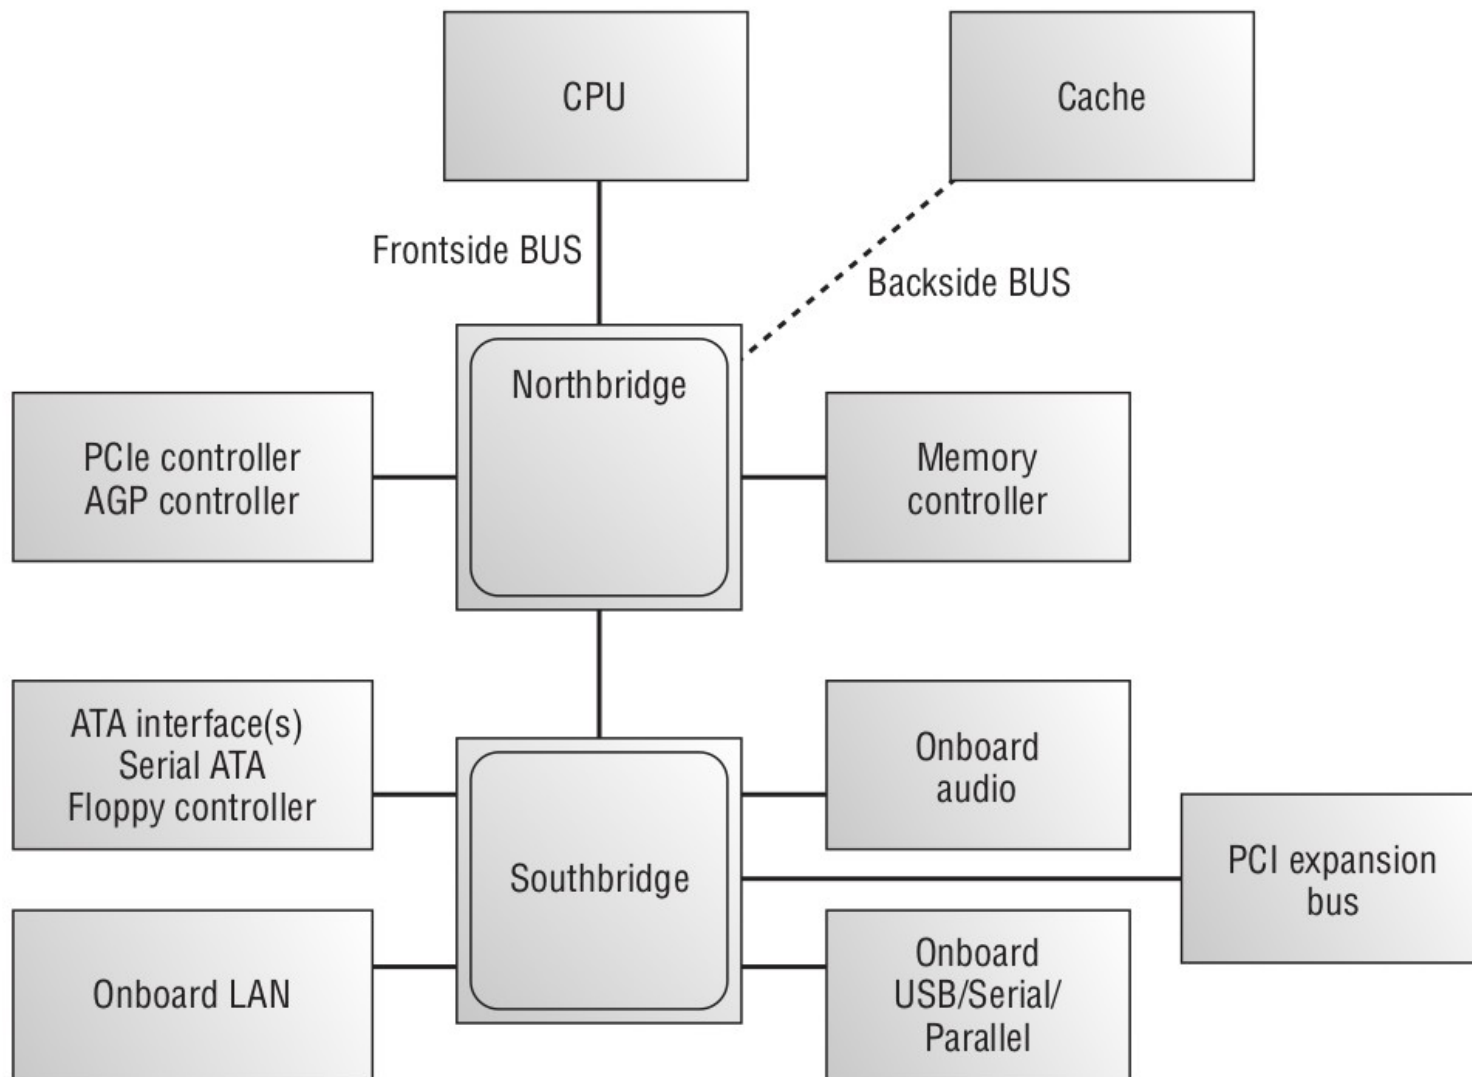 CPU
Cache
Frontside BUS
Backside BUS
Northbridge
PCIe controller
AGP controller
Memory
controller
ATA interface(s)
Serial ATA
Floppy controller
Onboard
audio
Southbridge
PCI expansion
bus
Onboard LAN
Onboard
USB/Serial/
Parallel